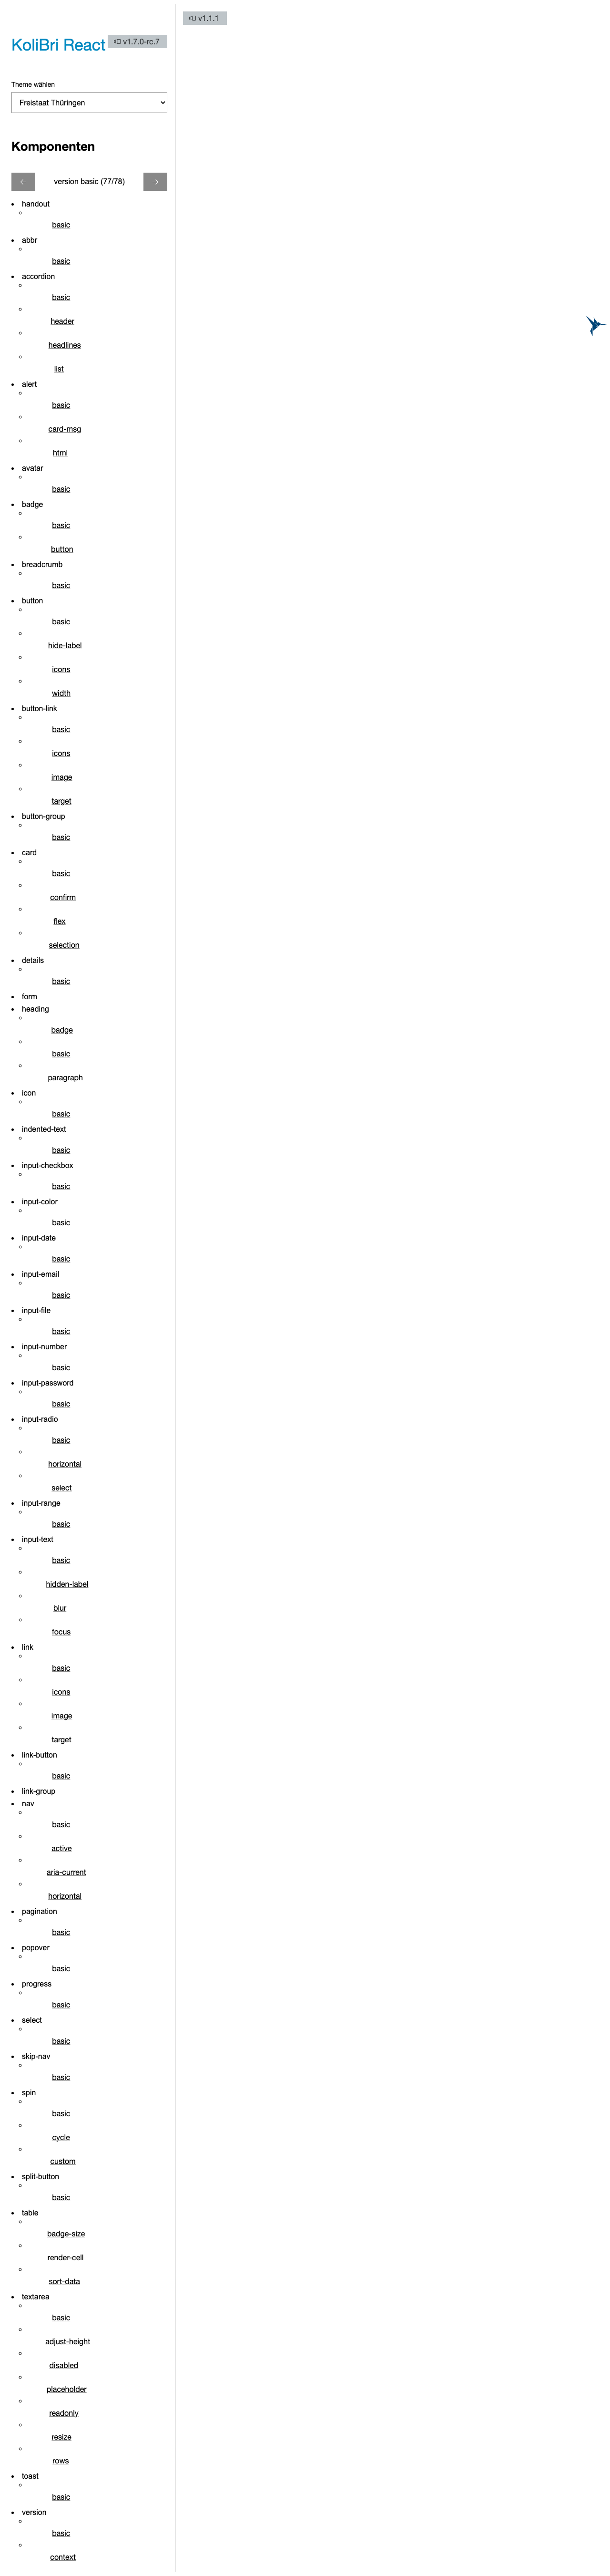 KoliBri React
v1.7.0-rc.7
Theme wählen
Freistaat Thüringen
Komponenten
← version basic (77/78) →
handout
basic
abbr
basic
accordion
basic
header
headlines
list
alert
basic
card-msg
html
avatar
basic
badge
basic
button
breadcrumb
basic
button
basic
hide-label
icons
width
button-link
basic
icons
image
target
button-group
basic
card
basic
confirm
flex
selection
details
basic
form
heading
badge
basic
paragraph
icon
basic
indented-text
basic
input-checkbox
basic
input-color
basic
input-date
basic
input-email
basic
input-file
basic
input-number
basic
input-password
basic
input-radio
basic
horizontal
select
input-range
basic
input-text
basic
hidden-label
blur
focus
link
basic
icons
image
target
link-button
basic
link-group
nav
basic
active
aria-current
horizontal
pagination
basic
popover
basic
progress
basic
select
basic
skip-nav
basic
spin
basic
cycle
custom
split-button
basic
table
badge-size
render-cell
sort-data
textarea
basic
adjust-height
disabled
placeholder
readonly
resize
rows
toast
basic
version
basic
context
v1.1.1